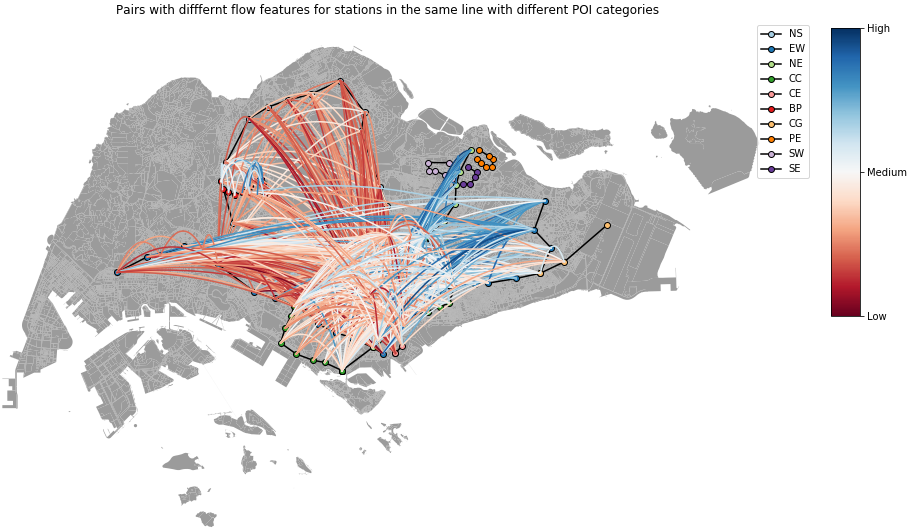 Pairs with difffernt flow features for stations in the same line with different POI categories
NS
EW
NE
CC
CE
BP
CG
PE
SW
SE
High
Medium
Low